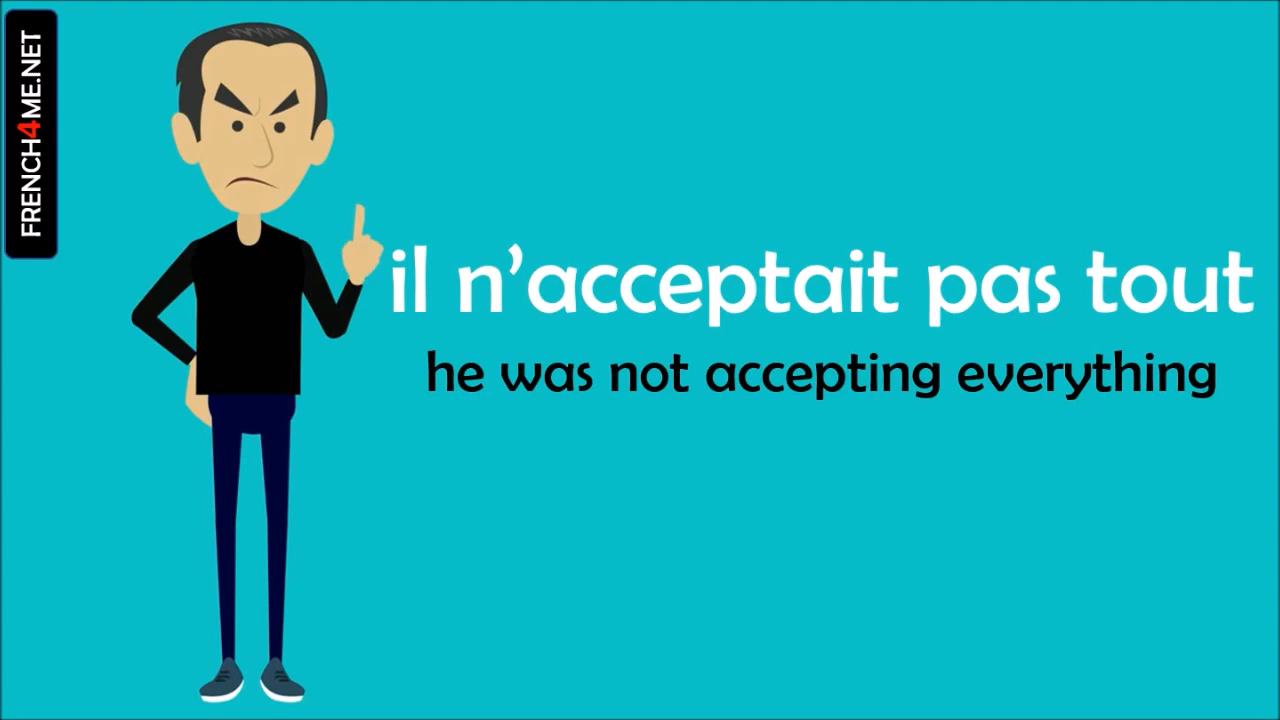 FRENCH4ME.NET
il n’acceptait pas tout
he was not accepting everything